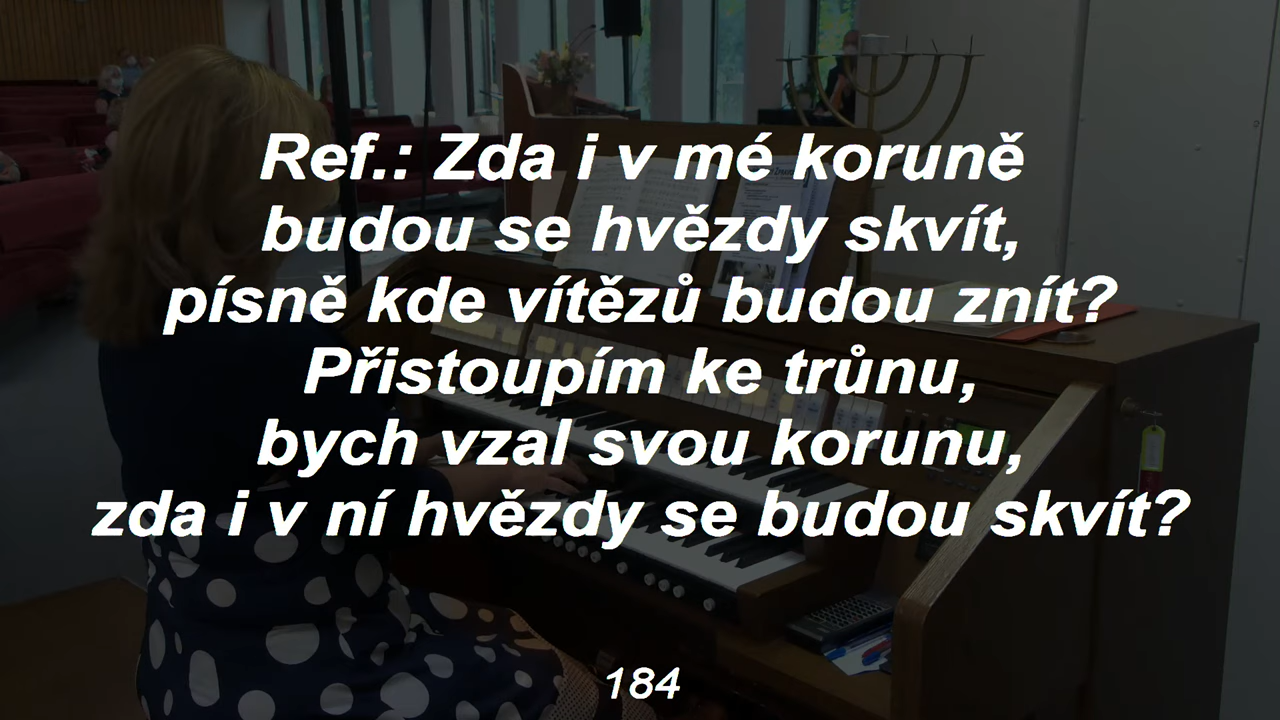 Ref.: Zda i v mé koruně
budou se hvězdy skvít,
písně kde vítězů budou znít?
Přistoupím ke trůnu,
bych vzal svou korunu,
zda i v ní hvězdy se budou skvít?
184